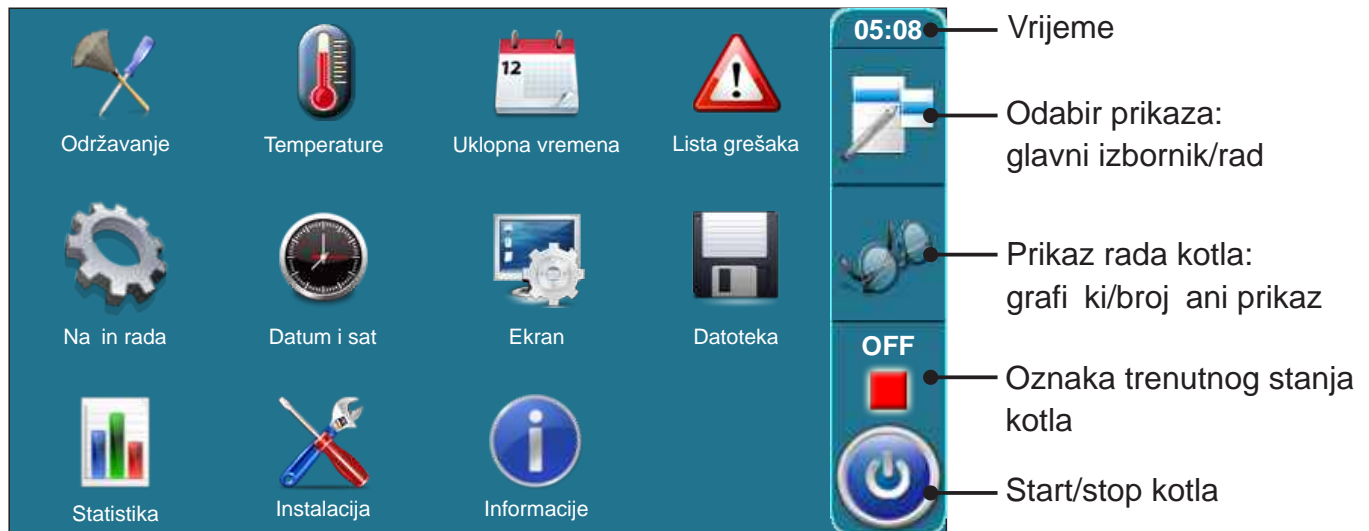 05:08
Vrijeme
12
Održavanje
Temperature
Uklopna vremena
Lista grešaka
Odabir prikaza:
glavni izbornik/rad
Na in rada
Datum i sat
Ekran
Datoteka
Prikaz rada kotla:
grafi ki/broj ani prikaz
OFF
Oznaka trenutnog stanja
kotla
Statistika
Instalacija
Informacije
Start/stop kotla